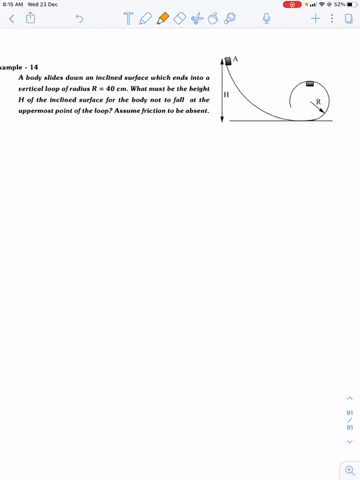 8:15 AM Wed 23 Dec
52%
xample - 14
A body slides down an inclined surface which ends into a
vertical loop of radius R = 40 cm. What must be the height
H of the inclined surface for the body not to fall at the
uppermost point of the loop? Assume friction to be absent.
A
H
R
91
/
91